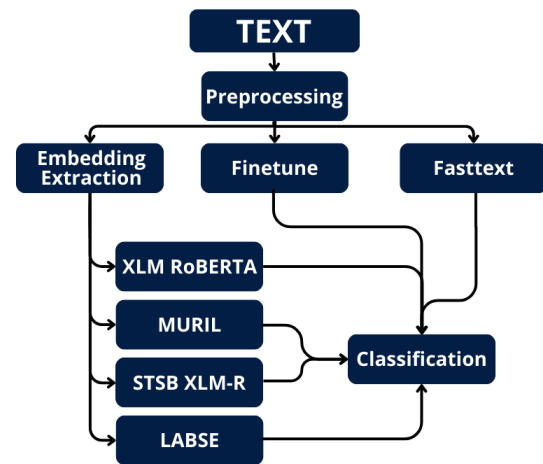 TEXT
Preprocessing
Embedding
Extraction
Finetune
Fasttext
XLM RoBERTA
MURIL
STSB XLM-R
LABSE
Classification